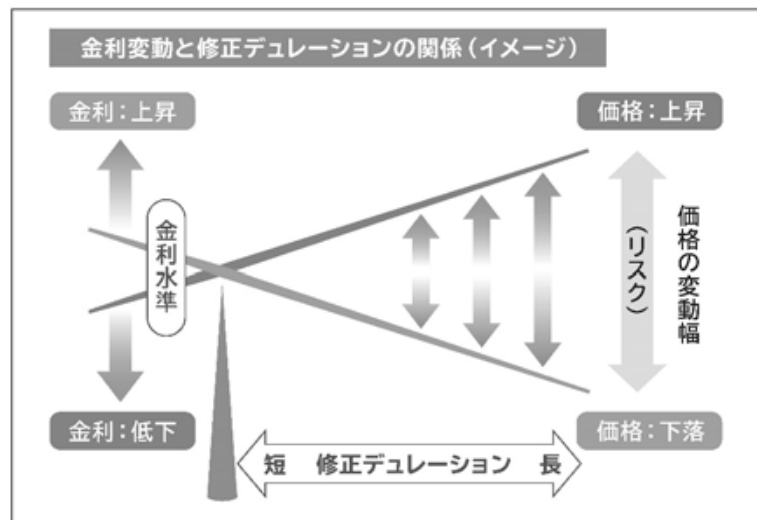 金利変動と修正デュレーションの関係（イメージ）
金利：上昇
価格：上昇
金利水準
（リスク）
価格の変動幅
金利：低下
価格：下落
短 修正デュレーション 長